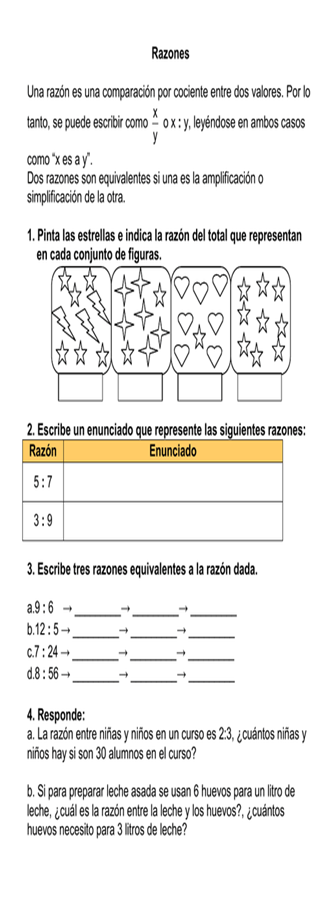 Razones
Una razón es una comparación por cociente entre dos valores. Por lo
tanto, se puede escribir como x/y o x : y, leyéndose en ambos casos
como “x es a y”.
Dos razones son equivalentes si una es la amplificación o
simplificación de la otra.
1. Pinta las estrellas e indica la razón del total que representan
en cada conjunto de figuras.
2. Escribe un enunciado que represente las siguientes razones:
Razón Enunciado
5 : 7
3 : 9
3. Escribe tres razones equivalentes a la razón dada.
a.9 : 6 →________→________→________
b.12 : 5 →________→________→________
c.7 : 24 →________→________→________
d.8 : 56 →________→________→________
4. Responde:
a. La razón entre niñas y niños en un curso es 2:3, ¿cuántos niñas y
niños hay si son 30 alumnos en el curso?
b. Si para preparar leche asada se usan 6 huevos para un litro de
leche, ¿cuál es la razón entre la leche y los huevos?, ¿cuántos
huevos necesito para 3 litros de leche?